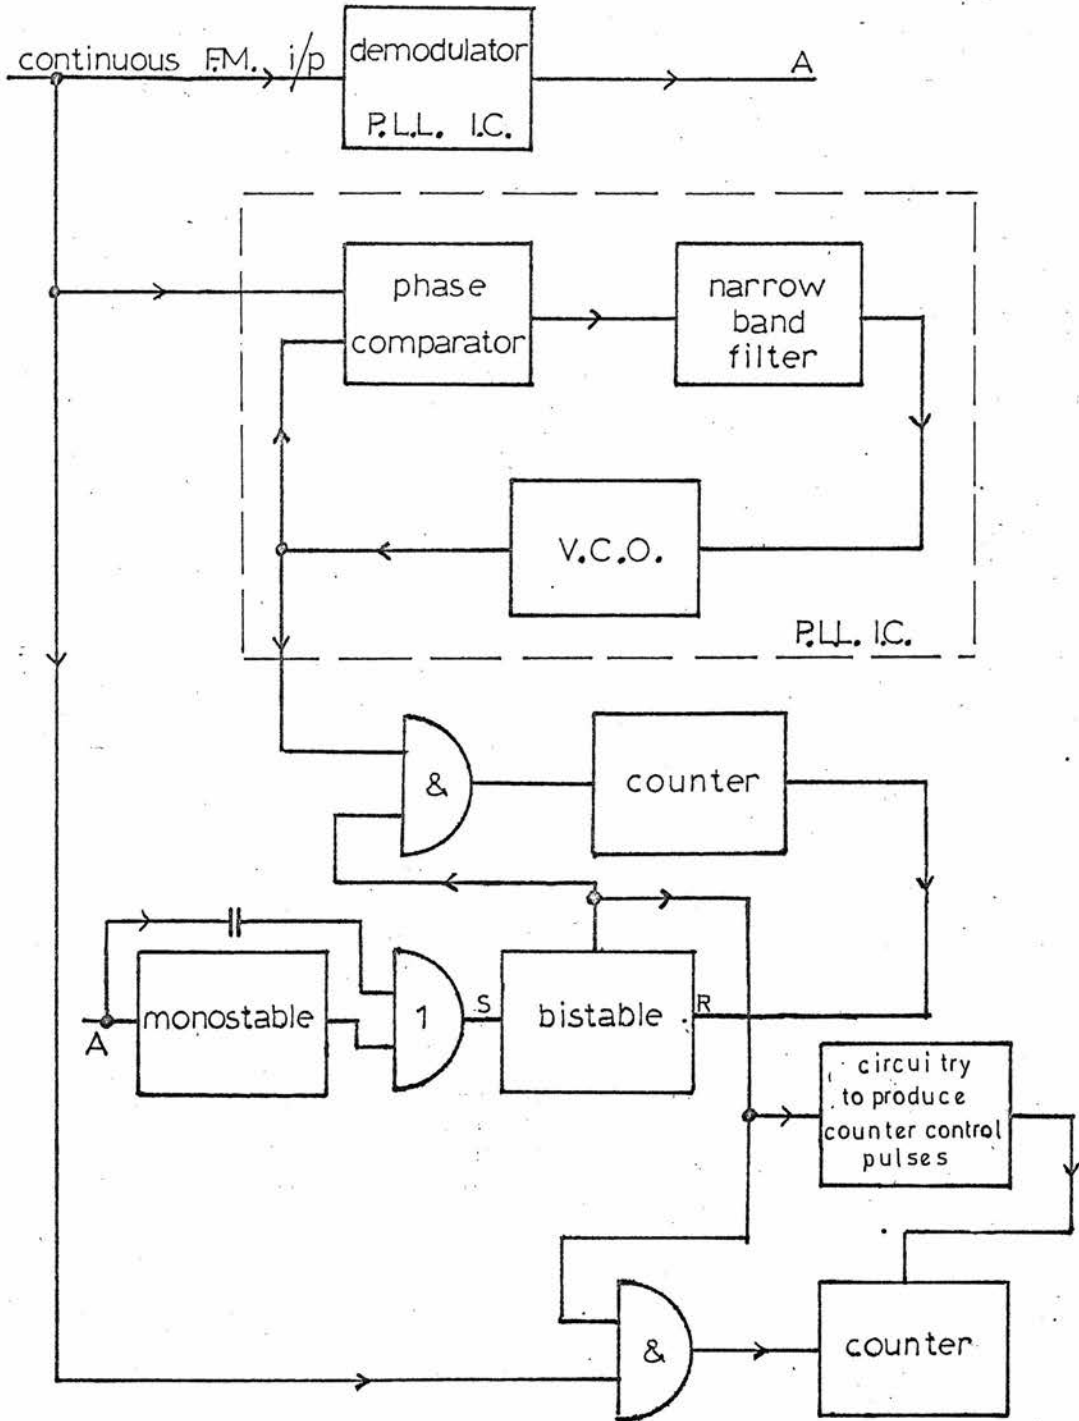 continuous F.M. i/p
demodulator
P.L.L. I.C.
A
phase
comparator
narrow
band
filter
V.C.O.
P.L.L. I.C.
&
counter
A
monostable
1
S
bistable
R
circuitry
to produce
counter control
pulses
&
counter